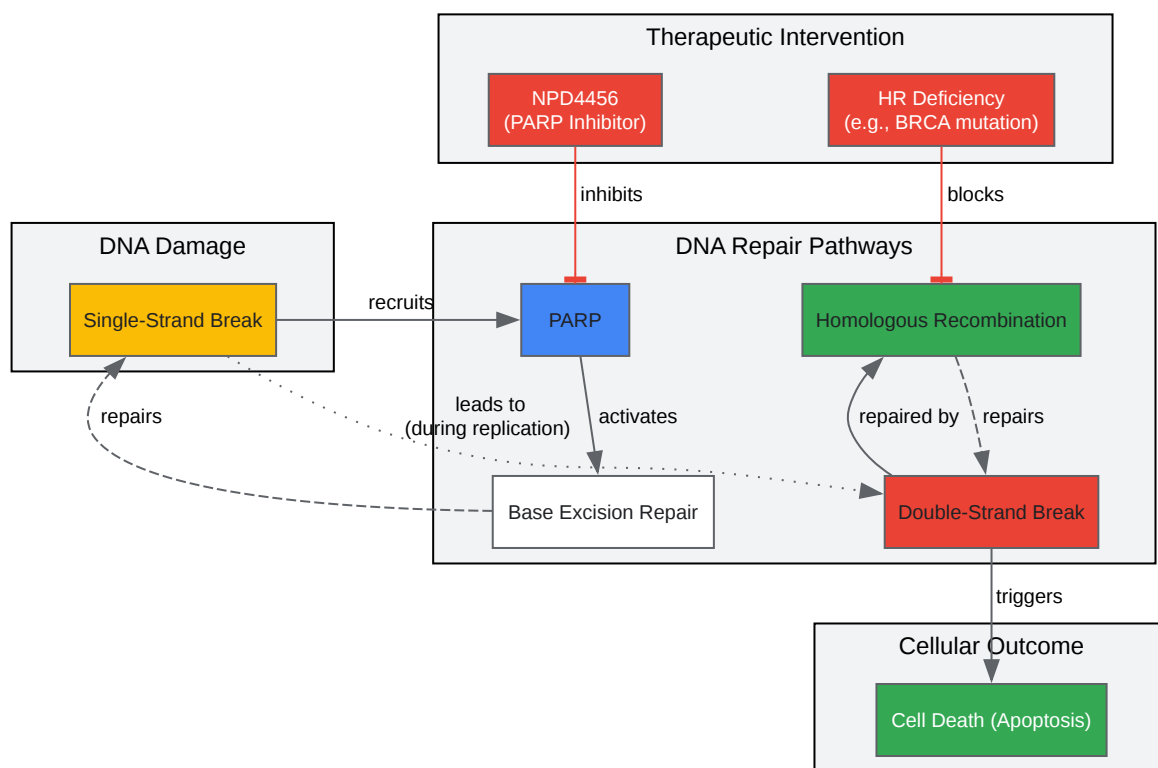 Therapeutic Intervention
NPD4456
(PARP Inhibitor)
HR Deficiency
(e.g., BRCA mutation)
inhibits
blocks
DNA Damage
DNA Repair Pathways
Single-Strand Break
recruits
PARP
Homologous Recombination
repairs
leads to
(during replication)
activates
repaired by
repairs
Base Excision Repair
Double-Strand Break
triggers
Cellular Outcome
Cell Death (Apoptosis)